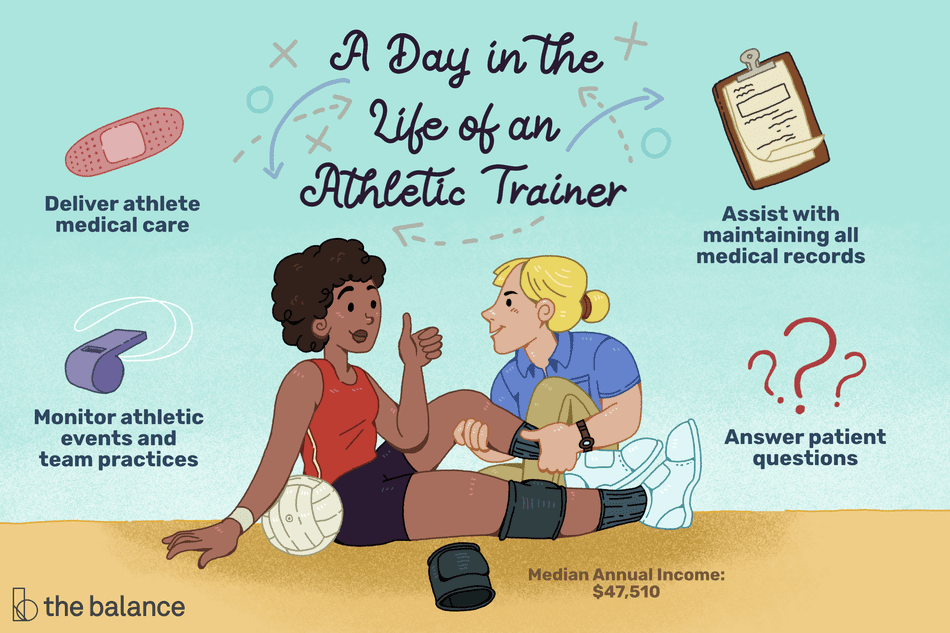 A Day in the
Life of an
Athletic Trainer
Deliver athlete
medical care
Assist with
maintaining all
medical records
Monitor athletic
events and
team practices
Answer patient
questions
???
Median Annual Income:
$47,510
the balance